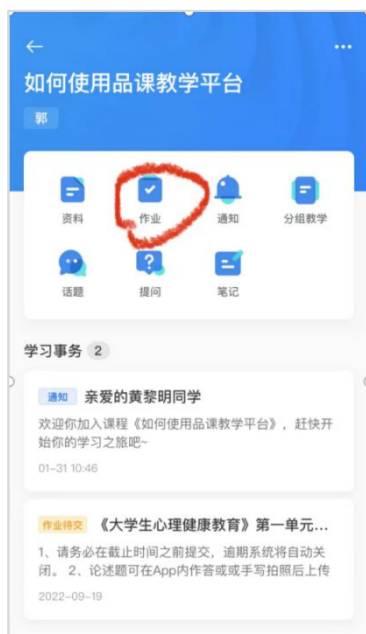 如何使用品课教学平台
郭
资料 作业 通知 分组教学
话题 提问 笔记
学习事务 2
通知 亲爱的黄黎明同学
欢迎你加入课程《如何使用品课教学平台》，赶快开
始你的学习之旅吧~
01-31 10:46
作业待交 《大学生心理健康教育》第一单元...
1、请务必在截止时间之前提交，逾期系统将自动关
闭。 2、论述题可在App内作答或或手写拍照后上传
2022-09-19